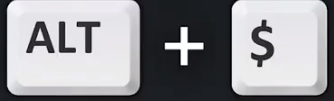 ALT + $